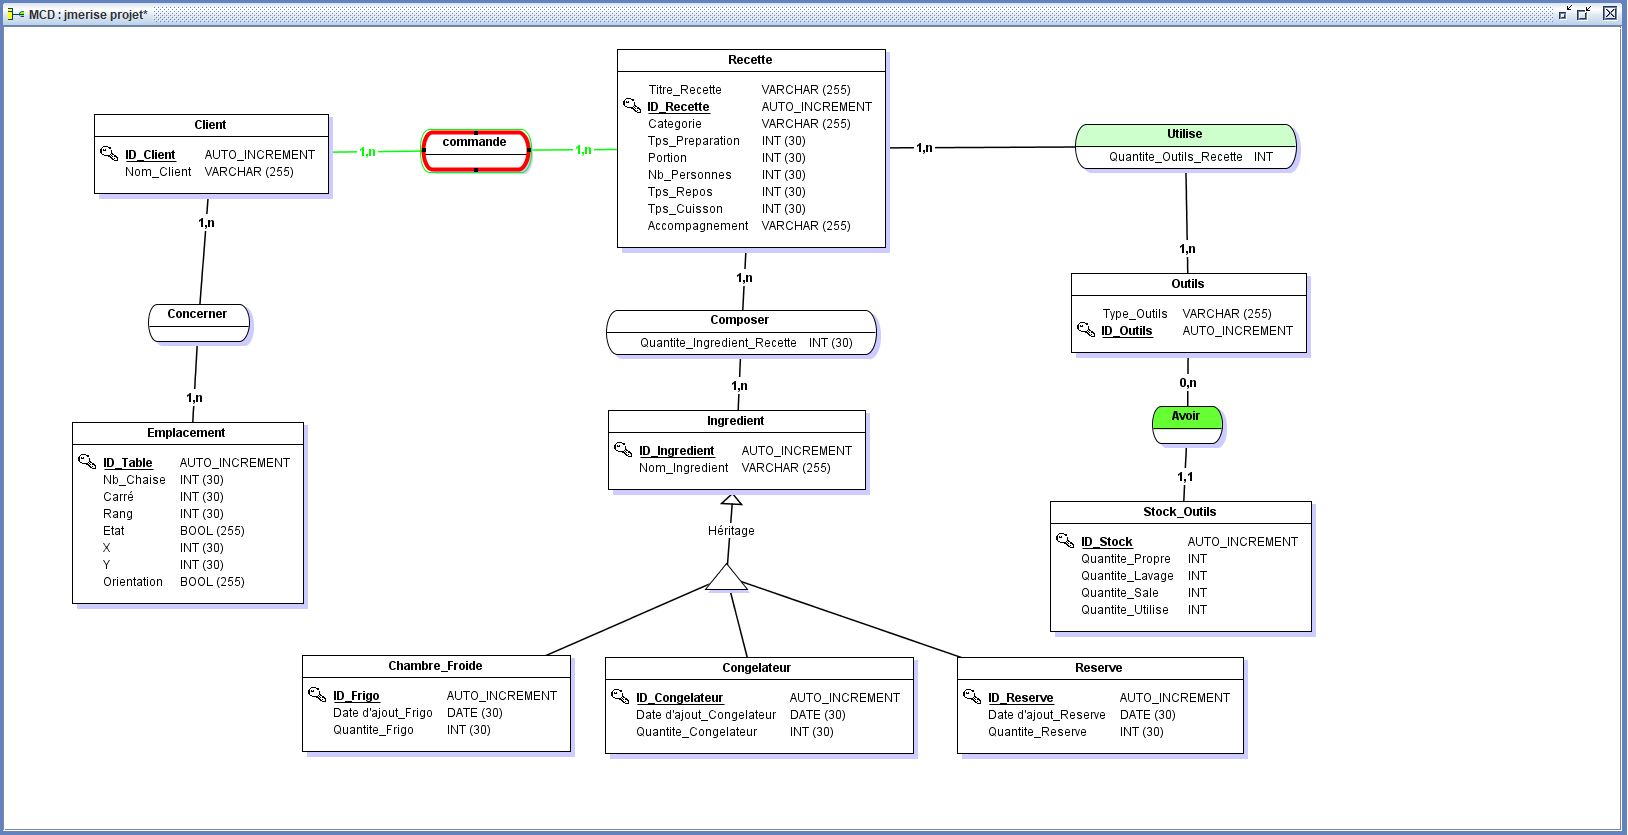 MCD : jmerise projet*
Recette
Titre_Recette VARCHAR (255)
ID_Recette AUTO_INCREMENT
Categorie VARCHAR (255)
Tps_Preparation INT (30)
Portion INT (30)
Nb_Personnes INT (30)
Tps_Repos INT (30)
Tps_Cuisson INT (30)
Accompagnement VARCHAR (255)
Client
ID_Client AUTO_INCREMENT
Nom_Client VARCHAR (255)
1,n
commande
1,n
1,n
Utilise
Quantite_Outils_Recette INT
1,n
1,n
1,n
Outils
Type_Outils VARCHAR (255)
ID_Outils AUTO_INCREMENT
Concerner
Composer
Quantite_Ingredient_Recette INT (30)
1,n
1,n
0,n
Avoir
1,1
Emplacement
ID_Table AUTO_INCREMENT
Nb_Chaise INT (30)
Carré INT (30)
Rang INT (30)
Etat BOOL (255)
X INT (30)
Y INT (30)
Orientation BOOL (255)
Ingredient
ID_Ingredient AUTO_INCREMENT
Nom_Ingredient VARCHAR (255)
Héritage
Stock_Outils
ID_Stock AUTO_INCREMENT
Quantite_Propre INT
Quantite_Lavage INT
Quantite_Sale INT
Quantite_Utilise INT
Chambre_Froide
ID_Frigo AUTO_INCREMENT
Date d'ajout_Frigo DATE (30)
Quantite_Frigo INT (30)
Congelateur
ID_Congelateur AUTO_INCREMENT
Date d'ajout_Congelateur DATE (30)
Quantite_Congelateur INT (30)
Reserve
ID_Reserve AUTO_INCREMENT
Date d'ajout_Reserve DATE (30)
Quantite_Reserve INT (30)